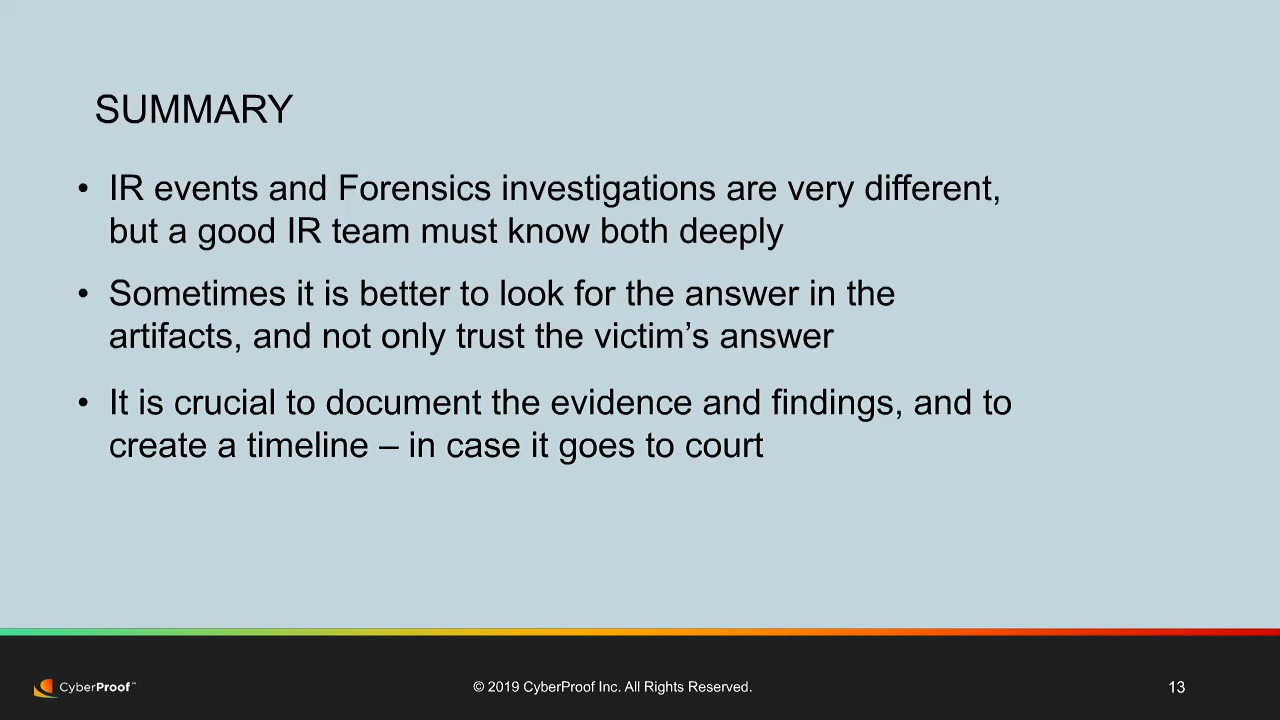 SUMMARY
• IR events and Forensics investigations are very different,
but a good IR team must know both deeply
• Sometimes it is better to look for the answer in the
artifacts, and not only trust the victim’s answer
• It is crucial to document the evidence and findings, and to
create a timeline – in case it goes to court
CyberProof™
© 2019 CyberProof Inc. All Rights Reserved.
13